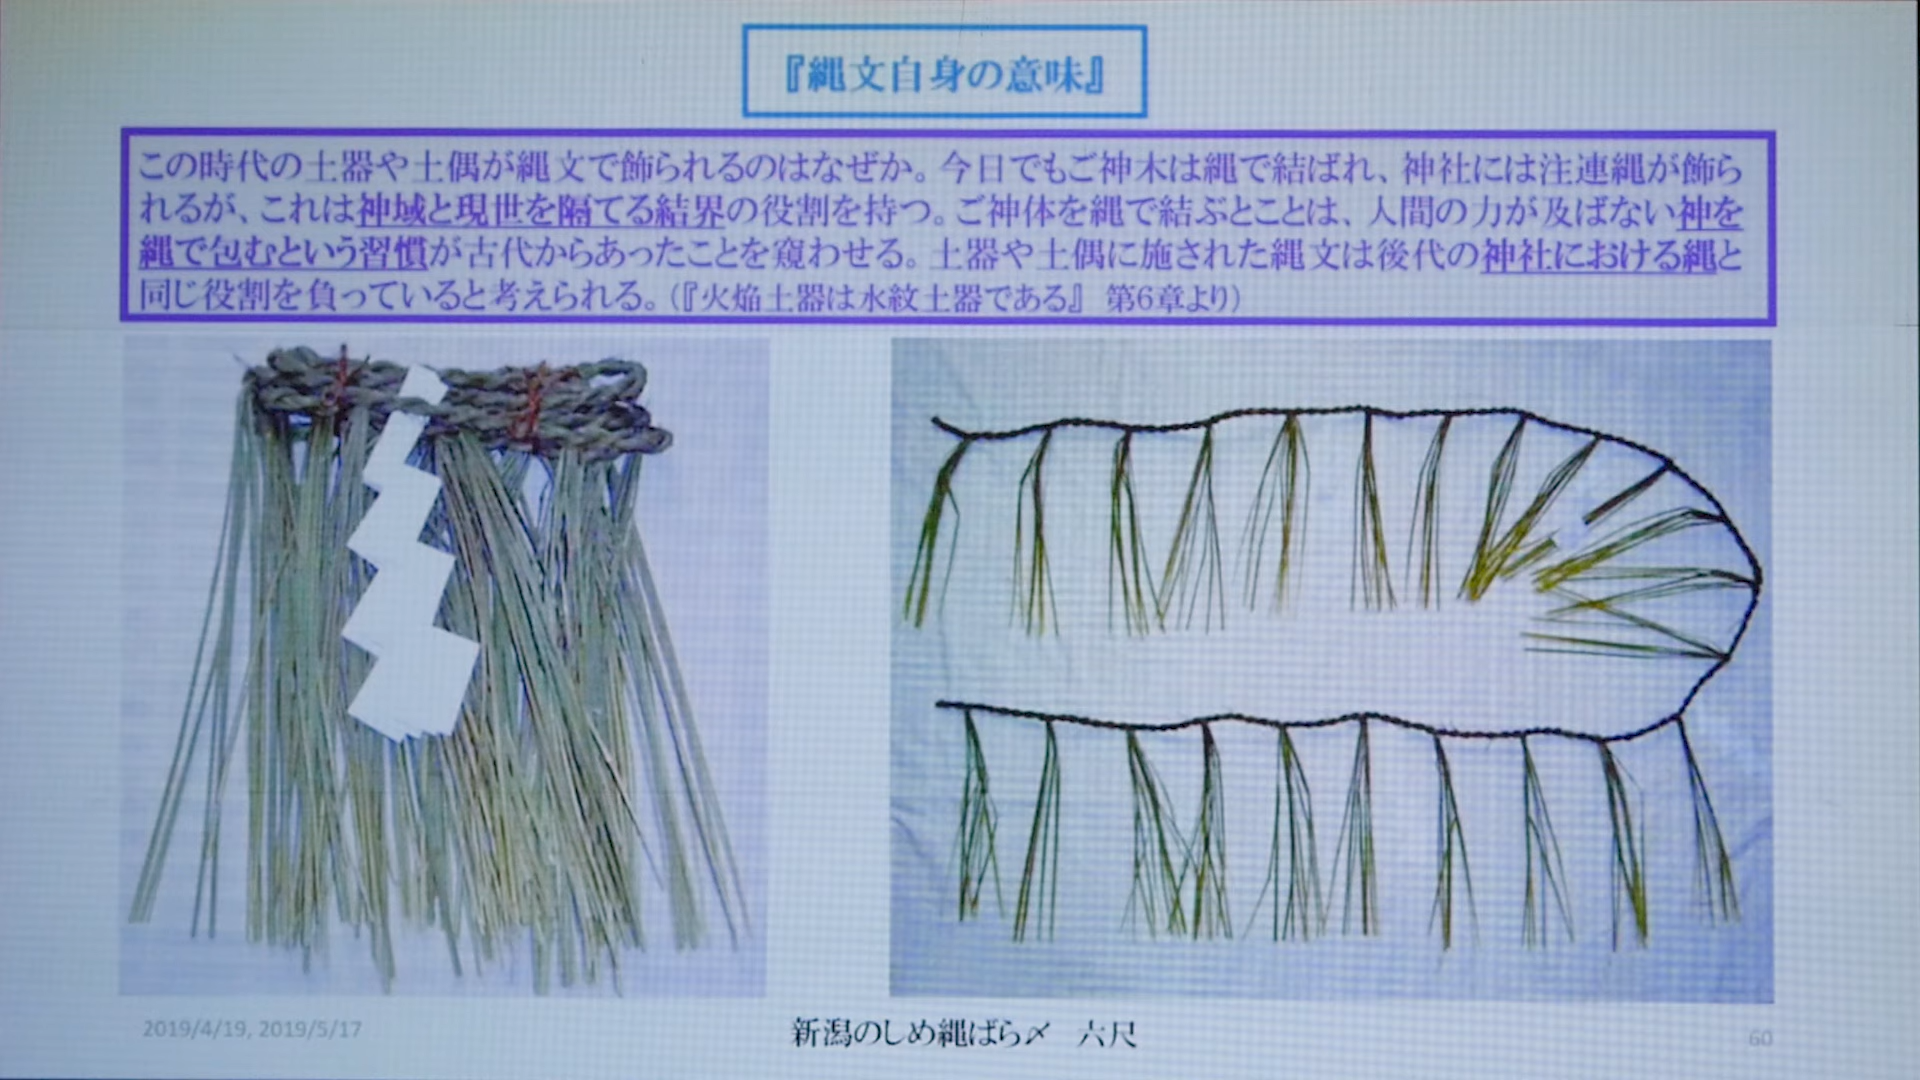 『縄文自身の意味』
この時代の土器や土偶が縄文で飾られるのはなぜか。今日でもご神木は縄で結ばれ、神社には注連縄が飾ら
れるが、これは神域と現世を隔てる結界の役割を持つ。ご神体を縄で結ぶとことは、人間の力が及ばない神を
縄で包むという習慣が古代からあったことを窺わせる。土器や土偶に施された縄文は後代の神社における縄と
同じ役割を負っていると考えられる。（『火焔土器は水紋土器である』 第6章より）
新潟のしめ縄ばら〆 六尺
2019/4/19, 2019/5/17
60